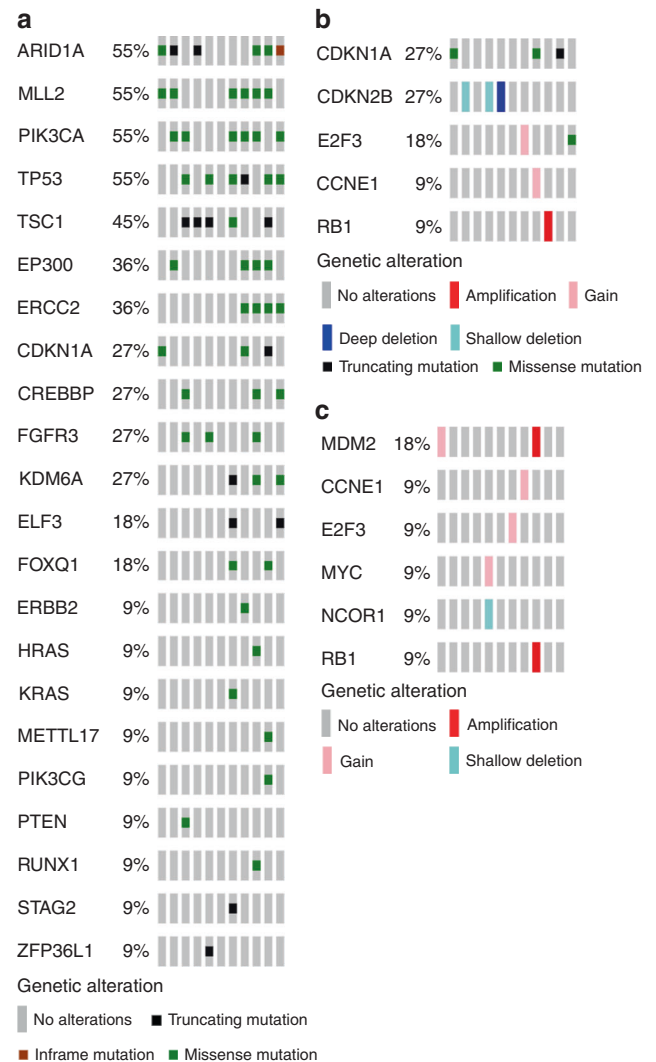 a
ARID1A 55%
MLL2 55%
PIK3CA 55%
TP53 55%
TSC1 45%
EP300 36%
ERCC2 36%
CDKN1A 27%
CREBBP 27%
FGFR3 27%
KDM6A 27%
ELF3 18%
FOXQ1 18%
ERBB2 9%
HRAS 9%
KRAS 9%
METTL17 9%
PIK3CG 9%
PTEN 9%
RUNX1 9%
STAG2 9%
ZFP36L1 9%
Genetic alteration
No alterations Truncating mutation
Inframe mutation Missense mutation
b
CDKN1A 27%
CDKN2B 27%
E2F3 18%
CCNE1 9%
RB1 9%
Genetic alteration
No alterations Amplification Gain
Deep deletion Shallow deletion
Truncating mutation Missense mutation
c
MDM2 18%
CCNE1 9%
E2F3 9%
MYC 9%
NCOR1 9%
RB1 9%
Genetic alteration
No alterations Amplification
Gain Shallow deletion